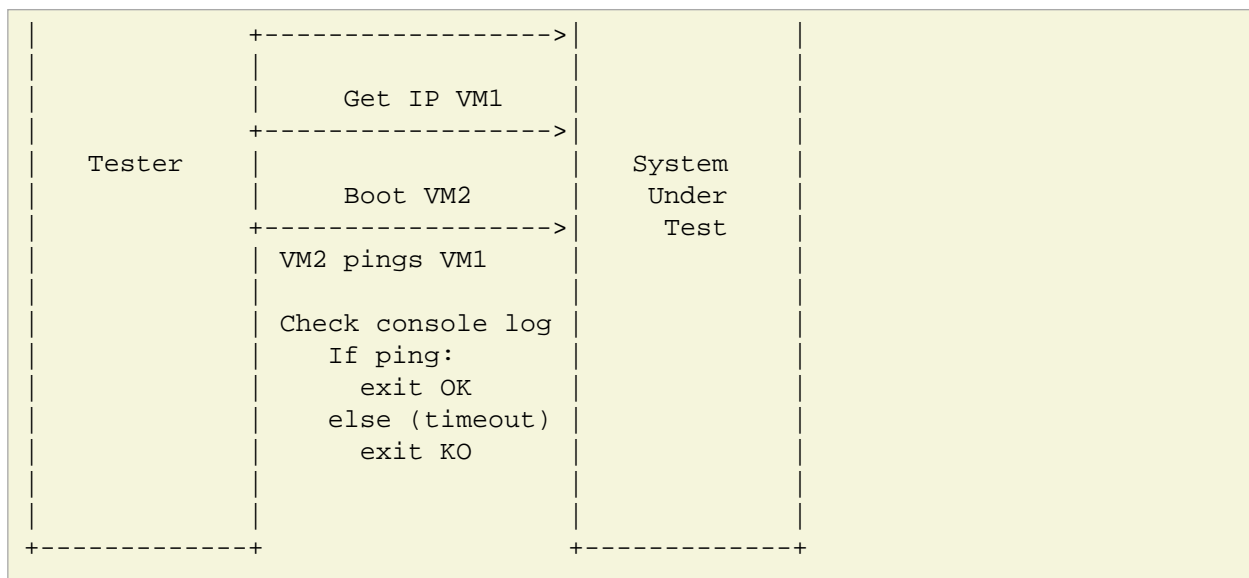 |             +------------------>|             |
|             |                   |             |
|             |     Get IP VM1    |             |
|             +------------------>|             |
|   Tester    |                   |   System    |
|             |     Boot VM2      |    Under    |
|             +------------------>|     Test    |
|             | VM2 pings VM1     |             |
|             |                   |             |
|             | Check console log |             |
|             |    If ping:       |             |
|             |      exit OK      |             |
|             |    else (timeout) |             |
|             |      exit KO      |             |
|             |                   |             |
|             |                   |             |
+-------------+                   +-------------+